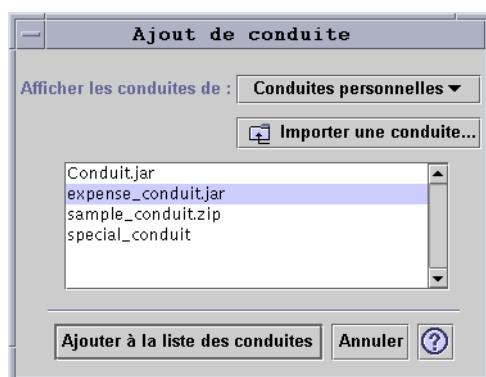 Ajout de conduite
Afficher les conduites de : Conduites personnelles
Importer une conduite...
Conduit.jar
expense_conduit.jar
sample_conduit.zip
special_conduit
Ajouter à la liste des conduites Annuler ?